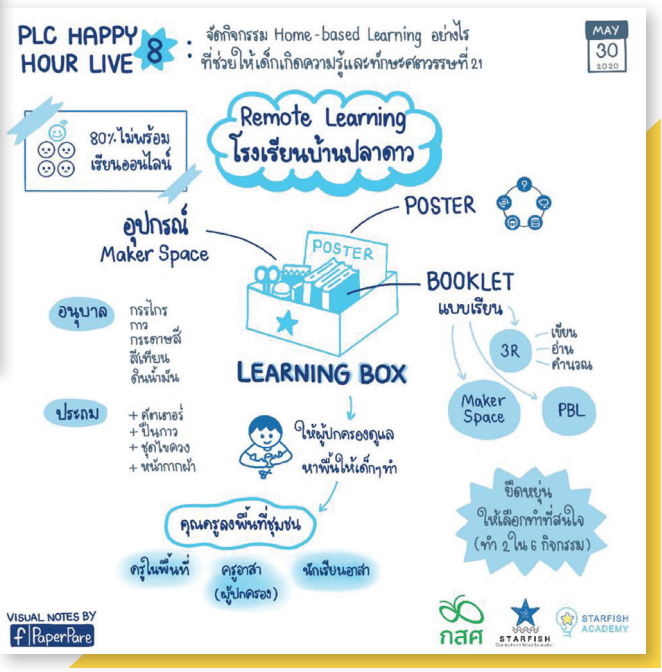 PLC HAPPY
HOUR LIVE 8 :
จัดกิจกรรม Home-based Learning อย่างไร
ที่ช่วยให้เด็กเกิดความรู้และทักษะศตวรรษที่ 21
MAY
30
2020
80% ไม่พร้อม
เรียนออนไลน์
Remote Learning
โรงเรียนบ้านปลาดาว
อุปกรณ์
Maker Space
POSTER
POSTER
BOOKLET
แบบเรียน
3R
เขียน
อ่าน
คำนวณ
Maker
Space
PBL
อนุบาล
กรรไกร
กาว
กระดาษสี
สีเทียน
ดินน้ำมัน
ประถม
+ คัตเตอร์
+ ปืนกาว
+ ชุดไขควง
+ หน้ากากผ้า
LEARNING BOX
ให้ผู้ปกครองดูแล
หาพื้นให้เด็กๆทำ
คุณครูลงพื้นที่ชุมชน
ครูในพื้นที่
ครูอาสา
(ผู้ปกครอง)
นักเรียนอาสา
ยืดหยุ่น
ให้เลือกทำที่สนใจ
(ทำ 2 ใน 6 กิจกรรม)
VISUAL NOTES BY
f PaperPare
กสศ
STARFISH
STARFISH
ACADEMY